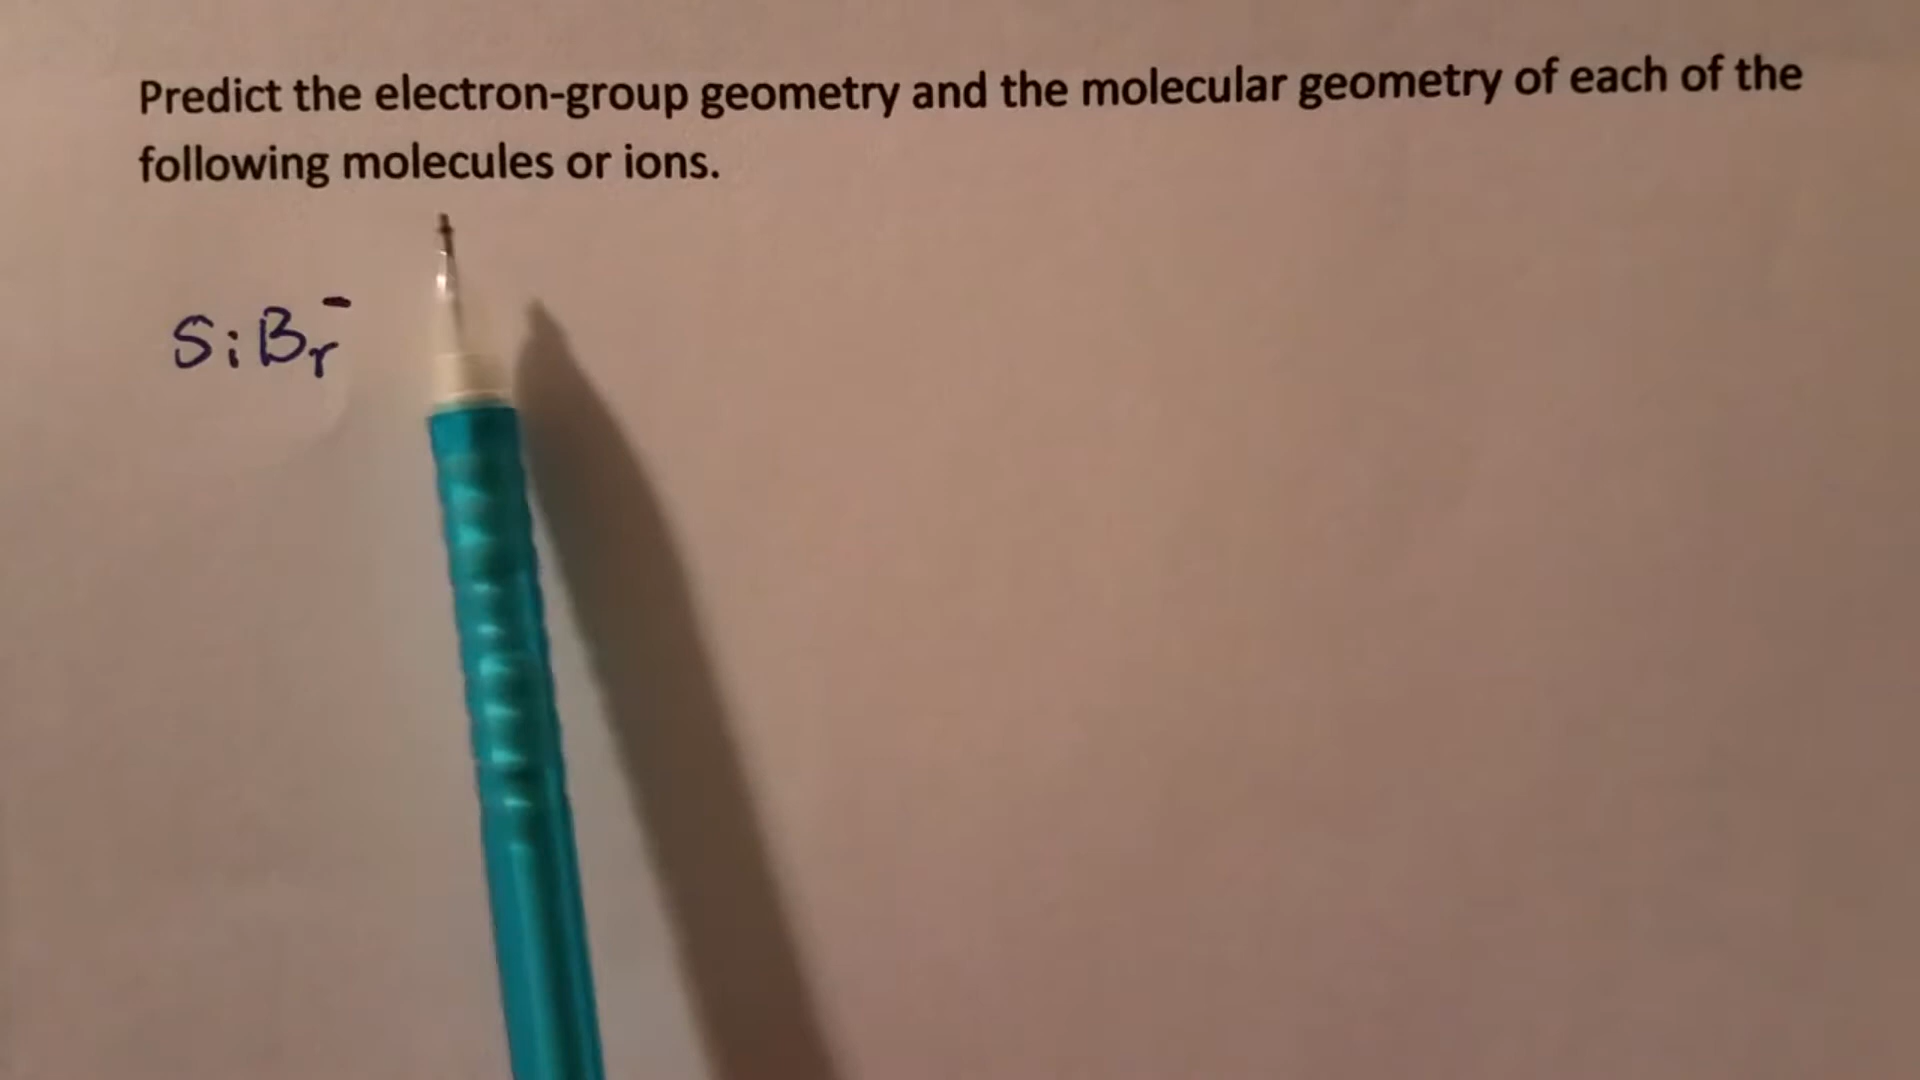 Predict the electron-group geometry and the molecular geometry of each of the
following molecules or ions.
SiBr⁻